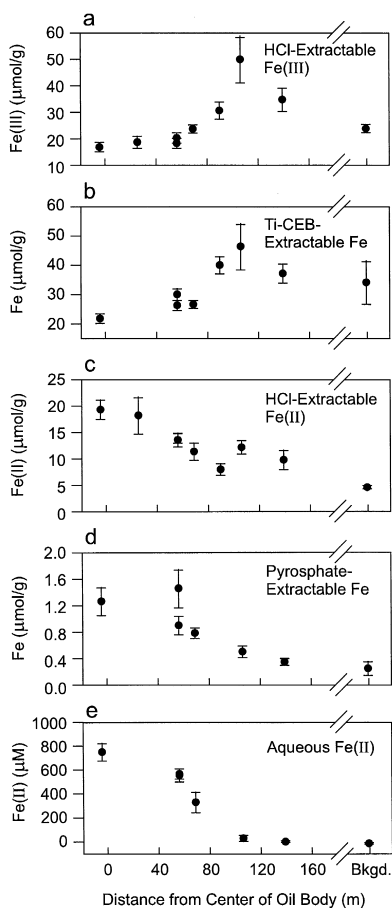 a
HCl-Extractable
Fe(III)
Fe(III) (μmol/g)
60
50
40
30
20
10
b
Ti-CEB-
Extractable Fe
Fe (μmol/g)
60
50
40
30
20
c
HCl-Extractable
Fe(II)
Fe(II) (μmol/g)
25
20
15
10
5
0
d
Pyrosphate-
Extractable Fe
Fe (μmol/g)
2.0
1.6
1.2
0.8
0.4
0.0
e
Aqueous Fe(II)
Fe(II) (μM)
1000
800
600
400
200
0
0 40 80 120 160 Bkgd.
Distance from Center of Oil Body (m)